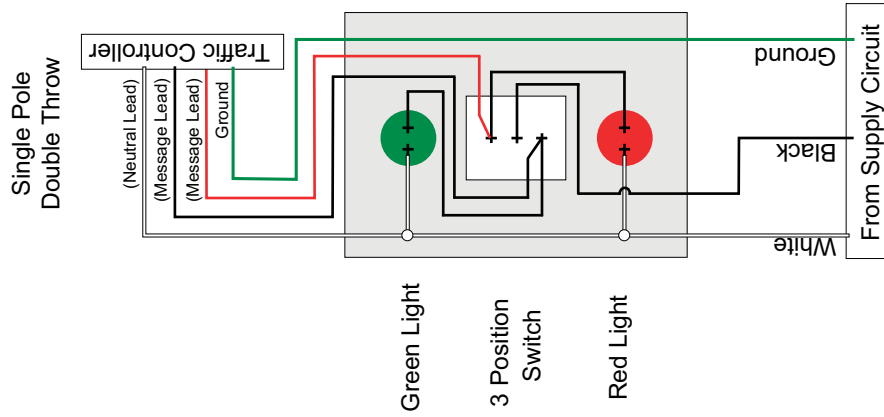 Single Pole
Double Throw
Traffic Controller
(Neutral Lead)
(Message Lead)
(Message Lead)
Ground
Green Light
3 Position
Switch
Red Light
Ground
Black
White
From Supply Circuit